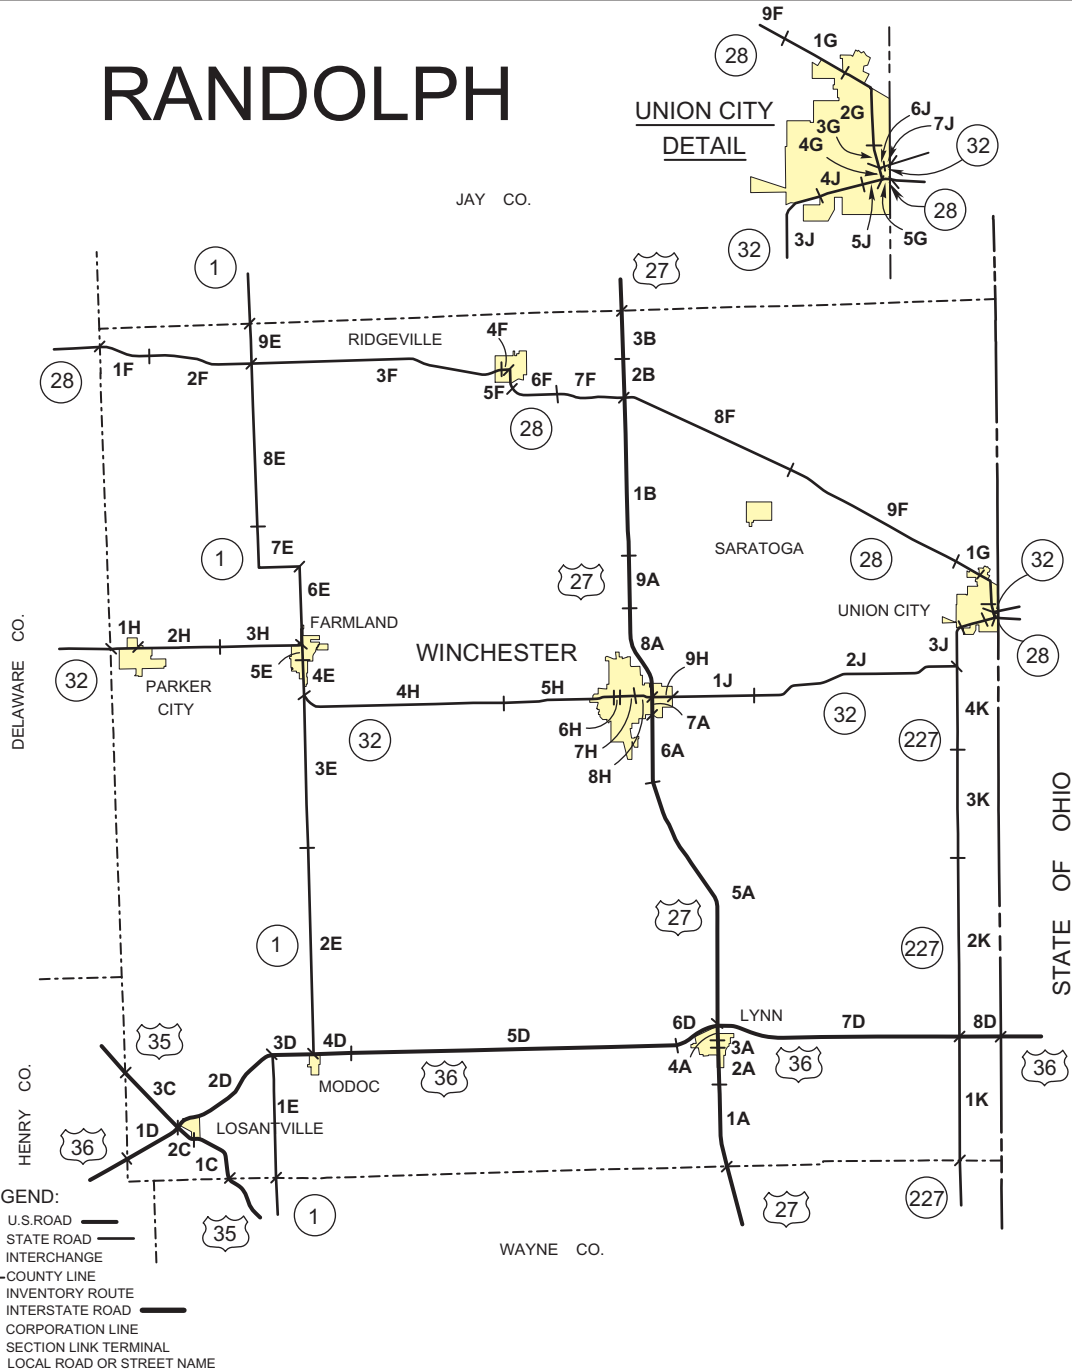 9F
1G
28
RANDOLPH
UNION CITY
DETAIL
2G
6J
3G
7J
4G
32
4J
28
3J
5J
5G
32
JAY CO.
1
27
9E
RIDGEVILLE
4F
3B
1F
2F
3F
5F
6F
7F
2B
28
28
8F
8E
1B
9F
SARATOGA
1
7E
27
9A
28
1G
32
6E
FARMLAND
UNION CITY
1H
2H
3H
WINCHESTER
8A
3J
28
DELAWARE CO.
32
PARKER
CITY
5E
4E
4H
5H
9H
1J
2J
6H
7H
8H
7A
6A
32
32
4K
227
3E
3K
STATE OF OHIO
5A
27
1
2E
227
2K
LYNN
35
3D
4D
5D
6D
7D
8D
4A
3A
2A
36
36
36
MODOC
HENRY CO.
3C
2D
1E
1D
LOSANTVILLE
2C
1C
36
1A
1K
35
1
27
227
WAYNE CO.
GEND:
U.S.ROAD
STATE ROAD
INTERCHANGE
COUNTY LINE
INVENTORY ROUTE
INTERSTATE ROAD
CORPORATION LINE
SECTION LINK TERMINAL
LOCAL ROAD OR STREET NAME